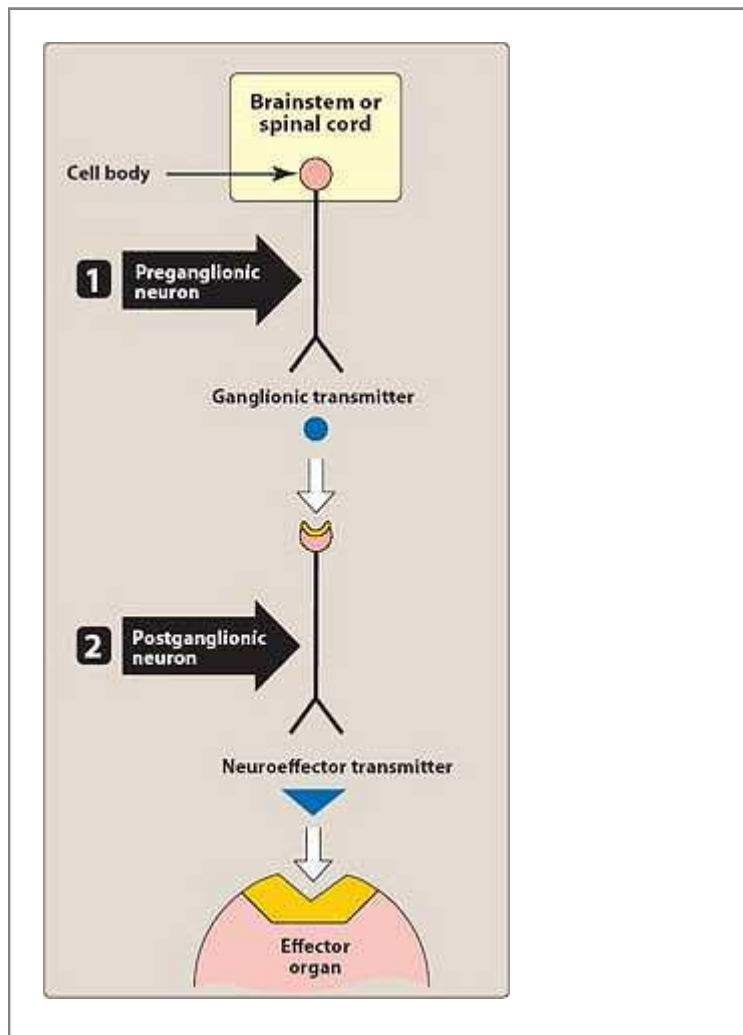 Brainstem or
spinal cord
Cell body
1
Preganglionic
neuron
Ganglionic transmitter
2
Postganglionic
neuron
Neuroeffector transmitter
Effector
organ